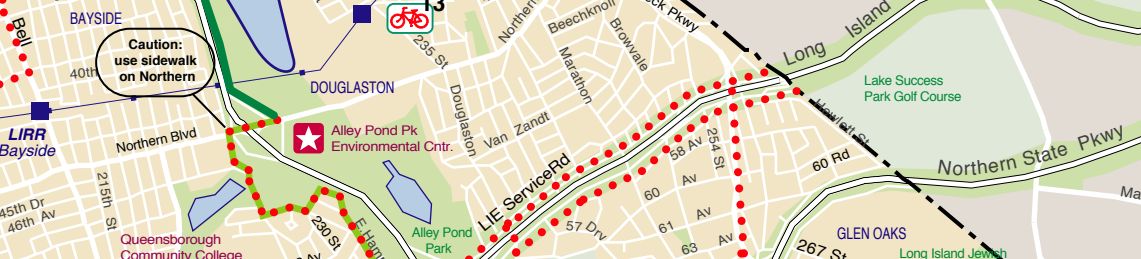 13
Bell
BAYSIDE
Caution:
use sidewalk
on Northern
40th
LIRR
Bayside
Northern Blvd
215th St
45th Dr
46th Av
Queensborough
Community College
230 St
Av
DOUGLASTON
Alley Pond Pk
Environmental Cntr.
Alley Pond
Park
235 St
Northern
Douglaston
Beechknoll
Browvale
Marathon
Van Zandt
ck Pkwy
LIE ServiceRd
58 Av
254 St
60 Av
57 Drv
61 Av
63 Av
60 Rd
Hewlett St
Long Island
Lake Success
Park Golf Course
Northern State Pkwy
GLEN OAKS
267 St
Long Island Jewish
Ma